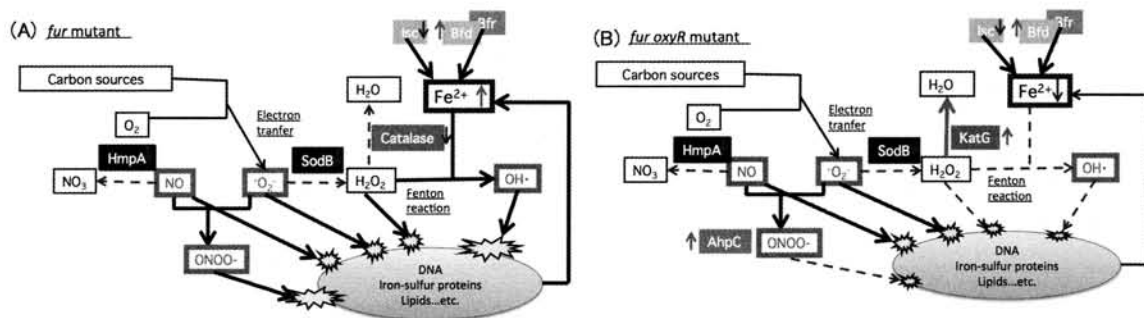 (A) fur mutant
Isc
Bfd
Bfr
Carbon sources
H2O
Fe2+
O2
Electron
tranfer
Catalase
HmpA
SodB
NO3
NO
·O2-
H2O2
OH·
Fenton
reaction
ONOO-
DNA
Iron-sulfur proteins
Lipids...etc.
(B) fur oxyR mutant
Isc
Bfd
Bfr
Carbon sources
H2O
Fe2+
O2
Electron
tranfer
KatG
HmpA
SodB
NO3
NO
·O2-
H2O2
OH·
Fenton
reaction
AhpC
ONOO-
DNA
Iron-sulfur proteins
Lipids...etc.